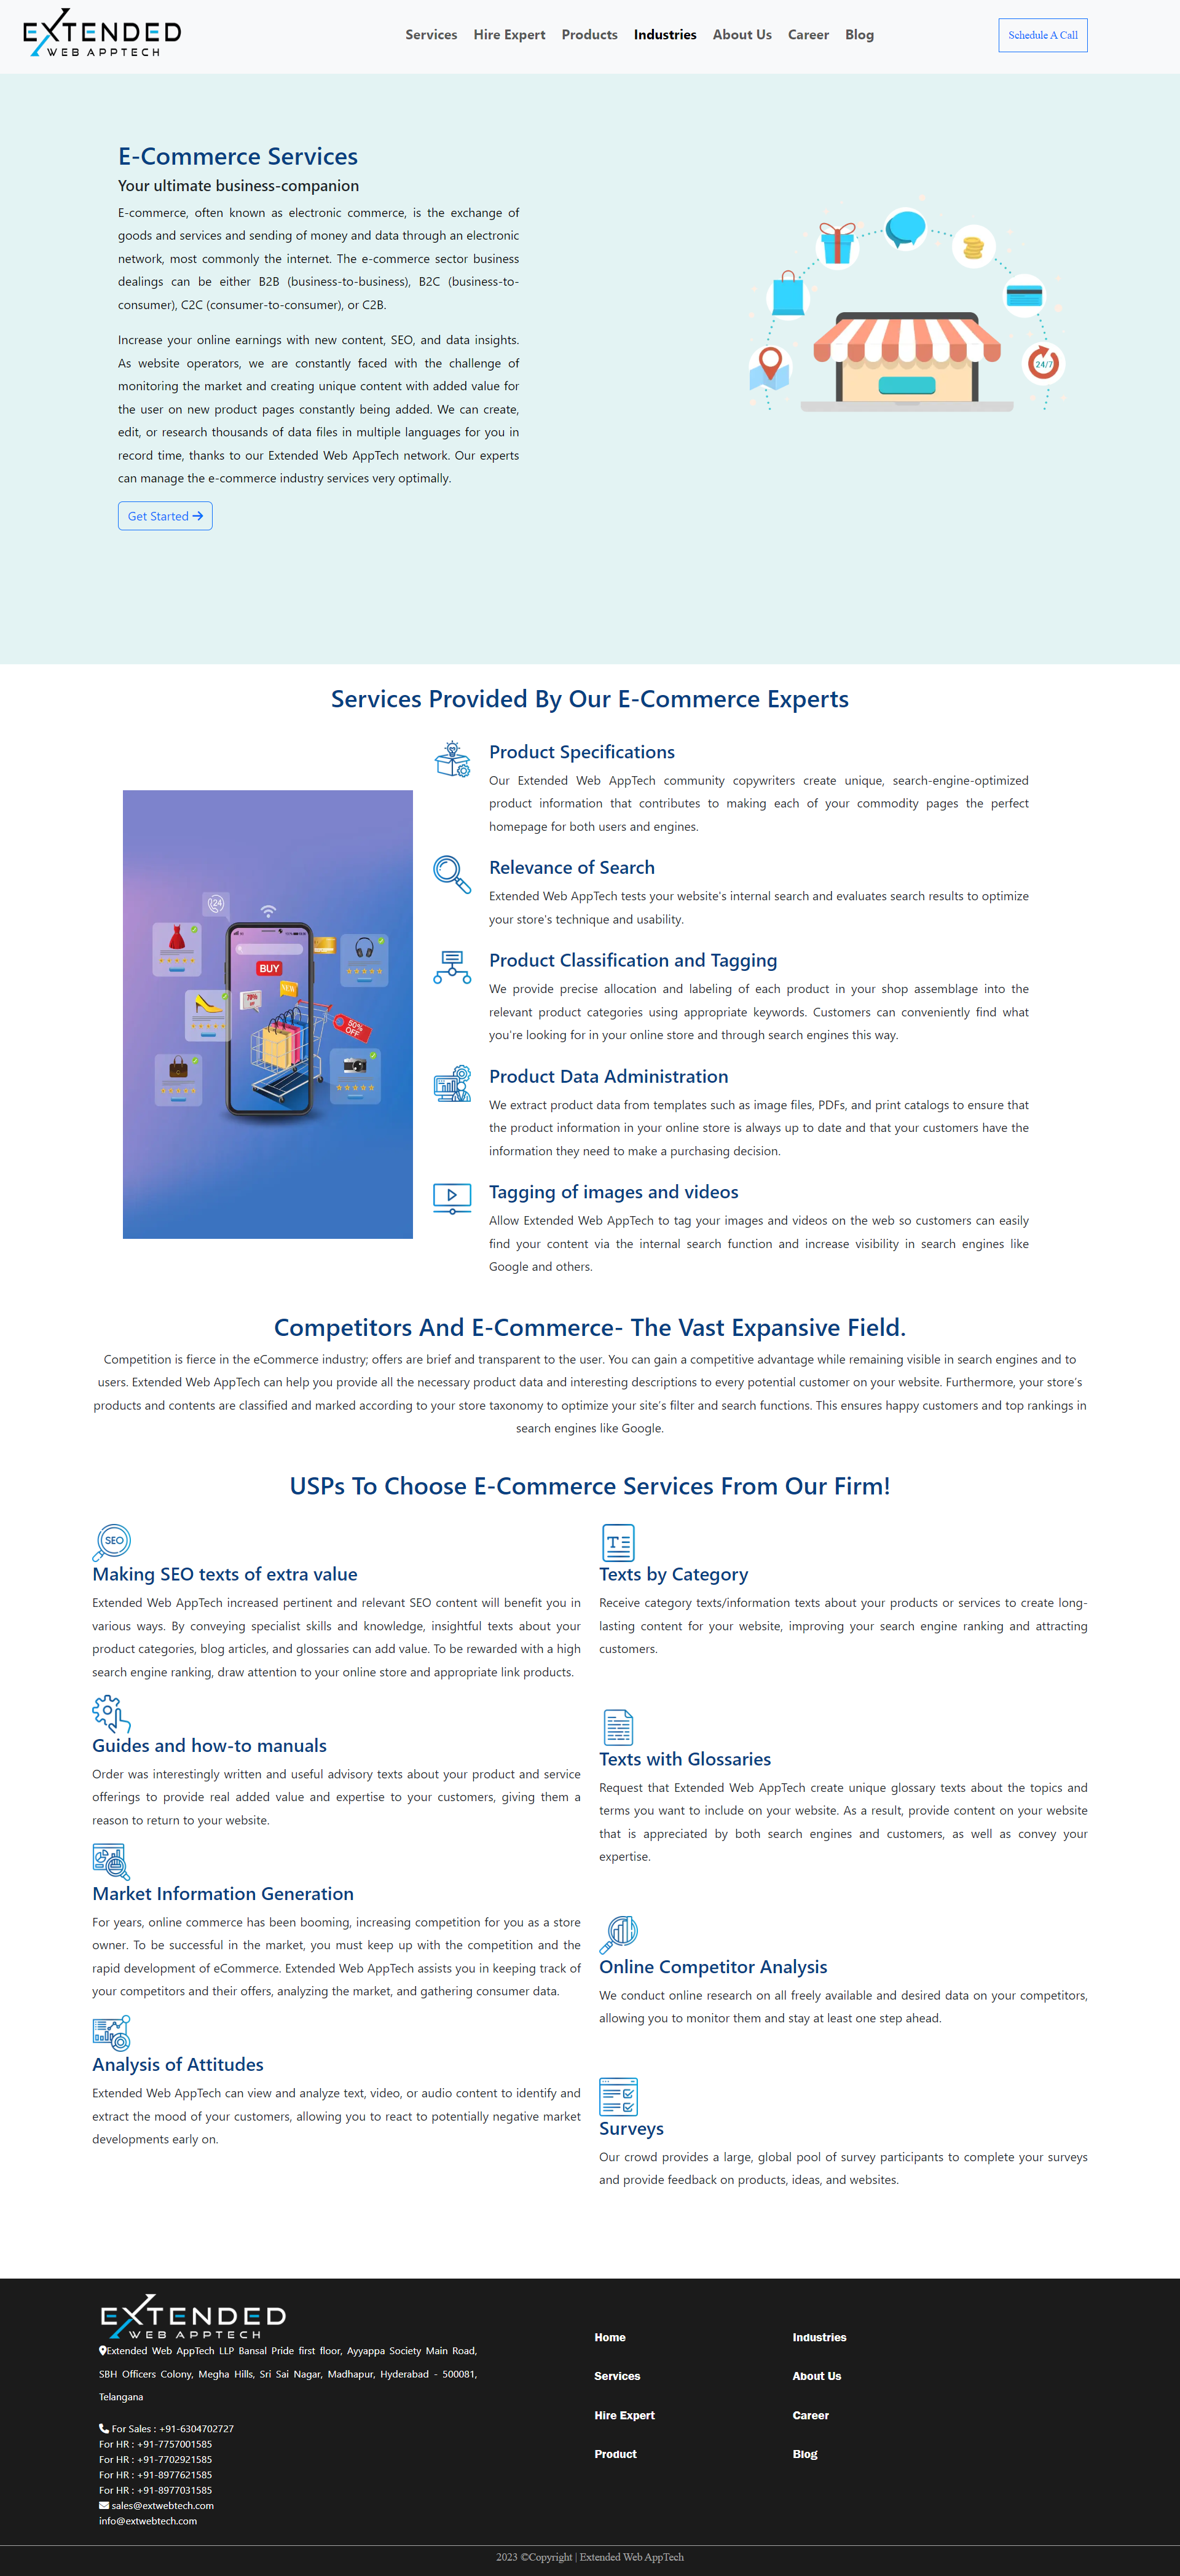 EXTENDED
WEB APPTECH
Services Hire Expert Products Industries About Us Career Blog
Schedule A Call
E-Commerce Services
Your ultimate business-companion
E-commerce, often known as electronic commerce, is the exchange of
goods and services and sending of money and data through an electronic
network, most commonly the internet. The e-commerce sector business
dealings can be either B2B (business-to-business), B2C (business-to-
consumer), C2C (consumer-to-consumer), or C2B.
Increase your online earnings with new content, SEO, and data insights.
As website operators, we are constantly faced with the challenge of
monitoring the market and creating unique content with added value for
the user on new product pages constantly being added. We can create,
edit, or research thousands of data files in multiple languages for you in
record time, thanks to our Extended Web AppTech network. Our experts
can manage the e-commerce industry services very optimally.
Get Started
24/7
Services Provided By Our E-Commerce Experts
24
BUY
NEW
70%
50%
OFF
Product Specifications
Our Extended Web AppTech community copywriters create unique, search-engine-optimized
product information that contributes to making each of your commodity pages the perfect
homepage for both users and engines.
Relevance of Search
Extended Web AppTech tests your website's internal search and evaluates search results to optimize
your store's technique and usability.
Product Classification and Tagging
We provide precise allocation and labeling of each product in your shop assemblage into the
relevant product categories using appropriate keywords. Customers can conveniently find what
you're looking for in your online store and through search engines this way.
Product Data Administration
We extract product data from templates such as image files, PDFs, and print catalogs to ensure that
the product information in your online store is always up to date and that your customers have the
information they need to make a purchasing decision.
Tagging of images and videos
Allow Extended Web AppTech to tag your images and videos on the web so customers can easily
find your content via the internal search function and increase visibility in search engines like
Google and others.
Competitors And E-Commerce- The Vast Expansive Field.
Competition is fierce in the eCommerce industry; offers are brief and transparent to the user. You can gain a competitive advantage while remaining visible in search engines and to
users. Extended Web AppTech can help you provide all the necessary product data and interesting descriptions to every potential customer on your website. Furthermore, your store's
products and contents are classified and marked according to your store taxonomy to optimize your site's filter and search functions. This ensures happy customers and top rankings in
search engines like Google.
USPs To Choose E-Commerce Services From Our Firm!
SEO
Making SEO texts of extra value
Extended Web AppTech increased pertinent and relevant SEO content will benefit you in
various ways. By conveying specialist skills and knowledge, insightful texts about your
product categories, blog articles, and glossaries can add value. To be rewarded with a high
search engine ranking, draw attention to your online store and appropriate link products.
Guides and how-to manuals
Order was interestingly written and useful advisory texts about your product and service
offerings to provide real added value and expertise to your customers, giving them a
reason to return to your website.
Market Information Generation
For years, online commerce has been booming, increasing competition for you as a store
owner. To be successful in the market, you must keep up with the competition and the
rapid development of eCommerce. Extended Web AppTech assists you in keeping track of
your competitors and their offers, analyzing the market, and gathering consumer data.
Analysis of Attitudes
Extended Web AppTech can view and analyze text, video, or audio content to identify and
extract the mood of your customers, allowing you to react to potentially negative market
developments early on.
T
Texts by Category
Receive category texts/information texts about your products or services to create long-
lasting content for your website, improving your search engine ranking and attracting
customers.
Texts with Glossaries
Request that Extended Web AppTech create unique glossary texts about the topics and
terms you want to include on your website. As a result, provide content on your website
that is appreciated by both search engines and customers, as well as convey your
expertise.
Online Competitor Analysis
We conduct online research on all freely available and desired data on your competitors,
allowing you to monitor them and stay at least one step ahead.
Surveys
Our crowd provides a large, global pool of survey participants to complete your surveys
and provide feedback on products, ideas, and websites.
EXTENDED
WEB APPTECH
Extended Web AppTech LLP Bansal Pride first floor, Ayyappa Society Main Road,
SBH Officers Colony, Megha Hills, Sri Sai Nagar, Madhapur, Hyderabad - 500081,
Telangana
For Sales : +91-6304702727
For HR : +91-7757001585
For HR : +91-7702921585
For HR : +91-8977621585
For HR : +91-8977031585
sales@extwebtech.com
info@extwebtech.com
Home
Services
Hire Expert
Product
Industries
About Us
Career
Blog
2023 ©Copyright | Extended Web AppTech